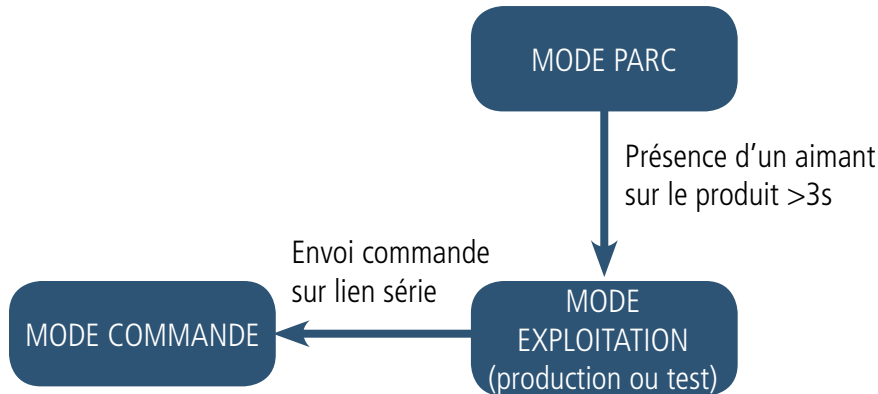 MODE PARC
Présence d’un aimant
sur le produit >3s
Envoi commande
sur lien série
MODE COMMANDE
MODE
EXPLOITATION
(production ou test)